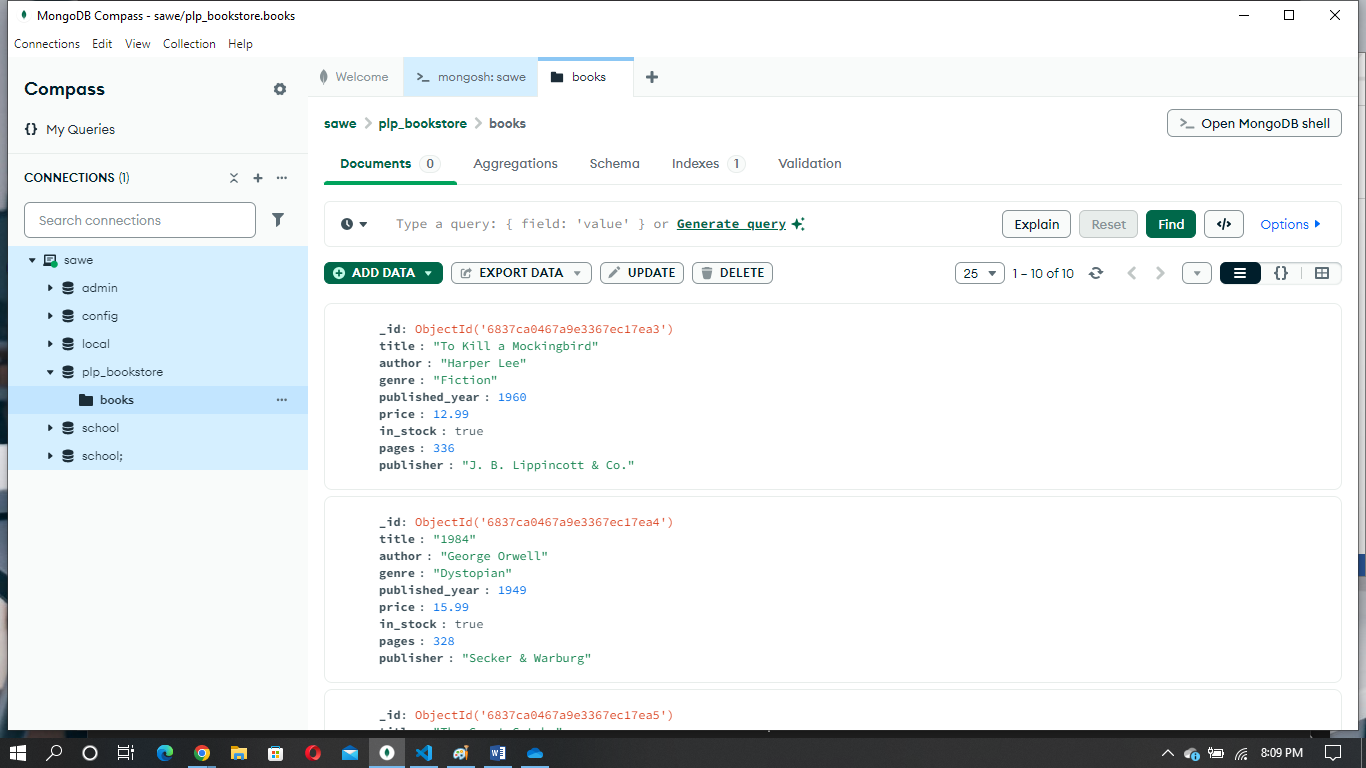 MongoDB Compass - sawe/plp_bookstore.books
Connections Edit View Collection Help
Compass
{} My Queries
CONNECTIONS (1)
Search connections
sawe
admin
config
local
plp_bookstore
books
school
school;
Welcome
>_ mongosh: sawe
books
sawe > plp_bookstore > books
>_ Open MongoDB shell
Documents 0 Aggregations Schema Indexes 1 Validation
Type a query: { field: 'value' } or Generate query
Explain Reset Find </> Options
ADD DATA EXPORT DATA UPDATE DELETE
25 1 – 10 of 10 {}
_id: ObjectId('6837ca0467a9e3367ec17ea3')
title : "To Kill a Mockingbird"
author : "Harper Lee"
genre : "Fiction"
published_year : 1960
price : 12.99
in_stock : true
pages : 336
publisher : "J. B. Lippincott & Co."
_id: ObjectId('6837ca0467a9e3367ec17ea4')
title : "1984"
author : "George Orwell"
genre : "Dystopian"
published_year : 1949
price : 15.99
in_stock : true
pages : 328
publisher : "Secker & Warburg"
_id: ObjectId('6837ca0467a9e3367ec17ea5')
8:09 PM